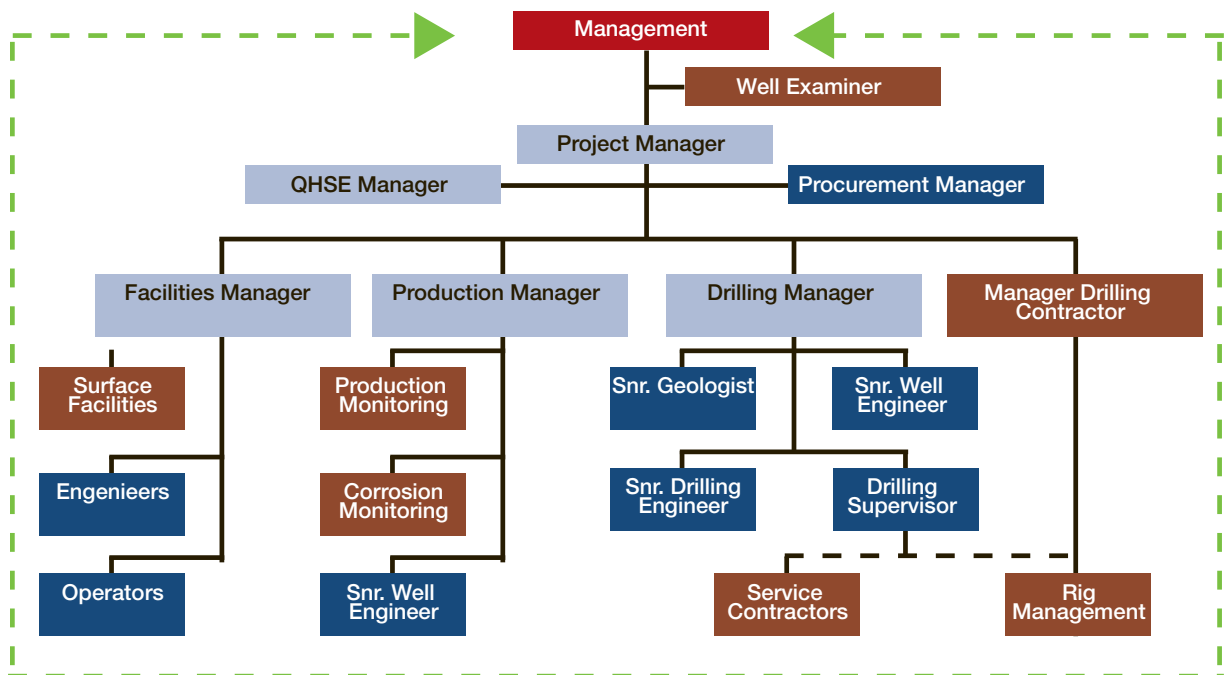 Management
Well Examiner
Project Manager
QHSE Manager
Procurement Manager
Facilities Manager
Production Manager
Drilling Manager
Manager Drilling
Contractor
Surface
Facilities
Production
Monitoring
Snr. Geologist
Snr. Well
Engineer
Engenieers
Corrosion
Monitoring
Snr. Drilling
Engineer
Drilling
Supervisor
Operators
Snr. Well
Engineer
Service
Contractors
Rig
Management